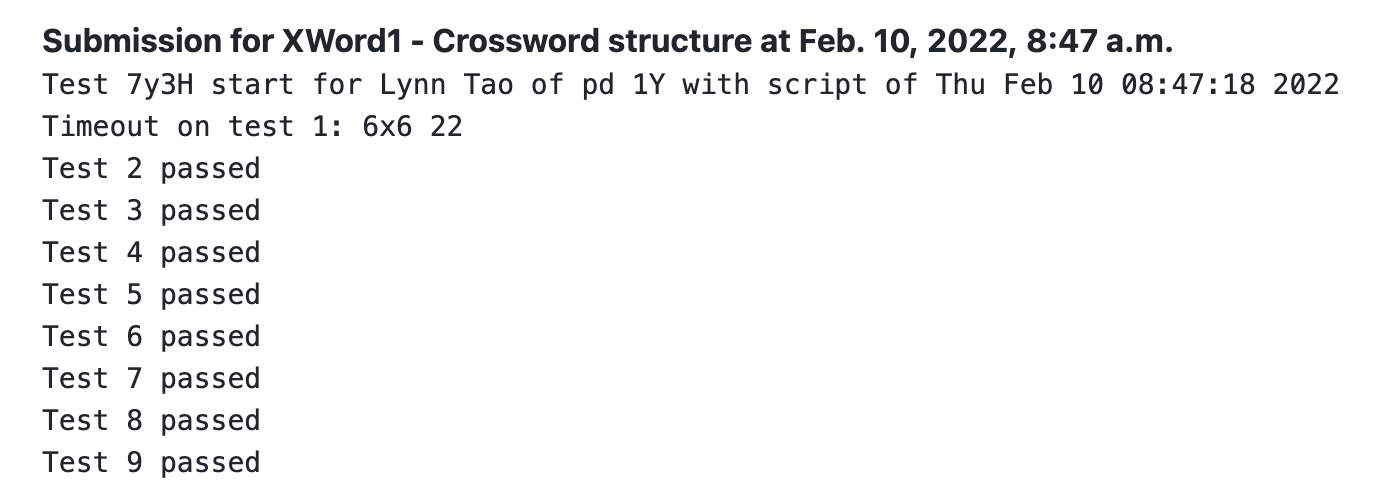 Submission for XWord1 - Crossword structure at Feb. 10, 2022, 8:47 a.m.
Test 7y3H start for Lynn Tao of pd 1Y with script of Thu Feb 10 08:47:18 2022
Timeout on test 1: 6x6 22
Test 2 passed
Test 3 passed
Test 4 passed
Test 5 passed
Test 6 passed
Test 7 passed
Test 8 passed
Test 9 passed